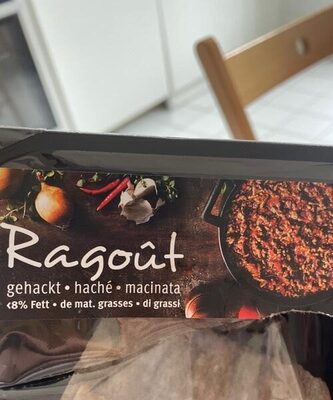 Ragoût
gehackt • haché • macinata
<8% Fett • de mat. grasses • di grassi